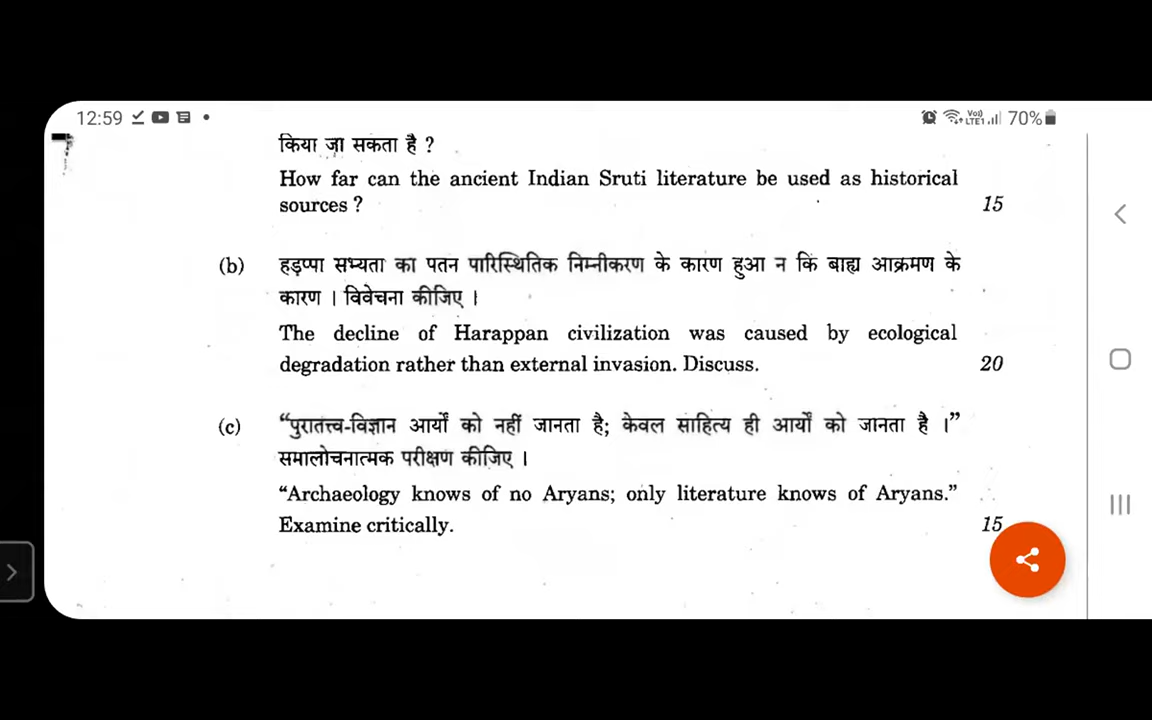 12:59
Vo))
LTE1
70%
किया जा सकता है ?
How far can the ancient Indian Sruti literature be used as historical
sources ?
15
(b) हड़प्पा सभ्यता का पतन पारिस्थितिक निम्नीकरण के कारण हुआ न कि बाह्य आक्रमण के
कारण । विवेचना कीजिए ।
The decline of Harappan civilization was caused by ecological
degradation rather than external invasion. Discuss.
20
(c) “पुरातत्त्व-विज्ञान आर्यों को नहीं जानता है; केवल साहित्य ही आर्यों को जानता है ।”
समालोचनात्मक परीक्षण कीजिए ।
“Archaeology knows of no Aryans; only literature knows of Aryans.”
Examine critically.
15